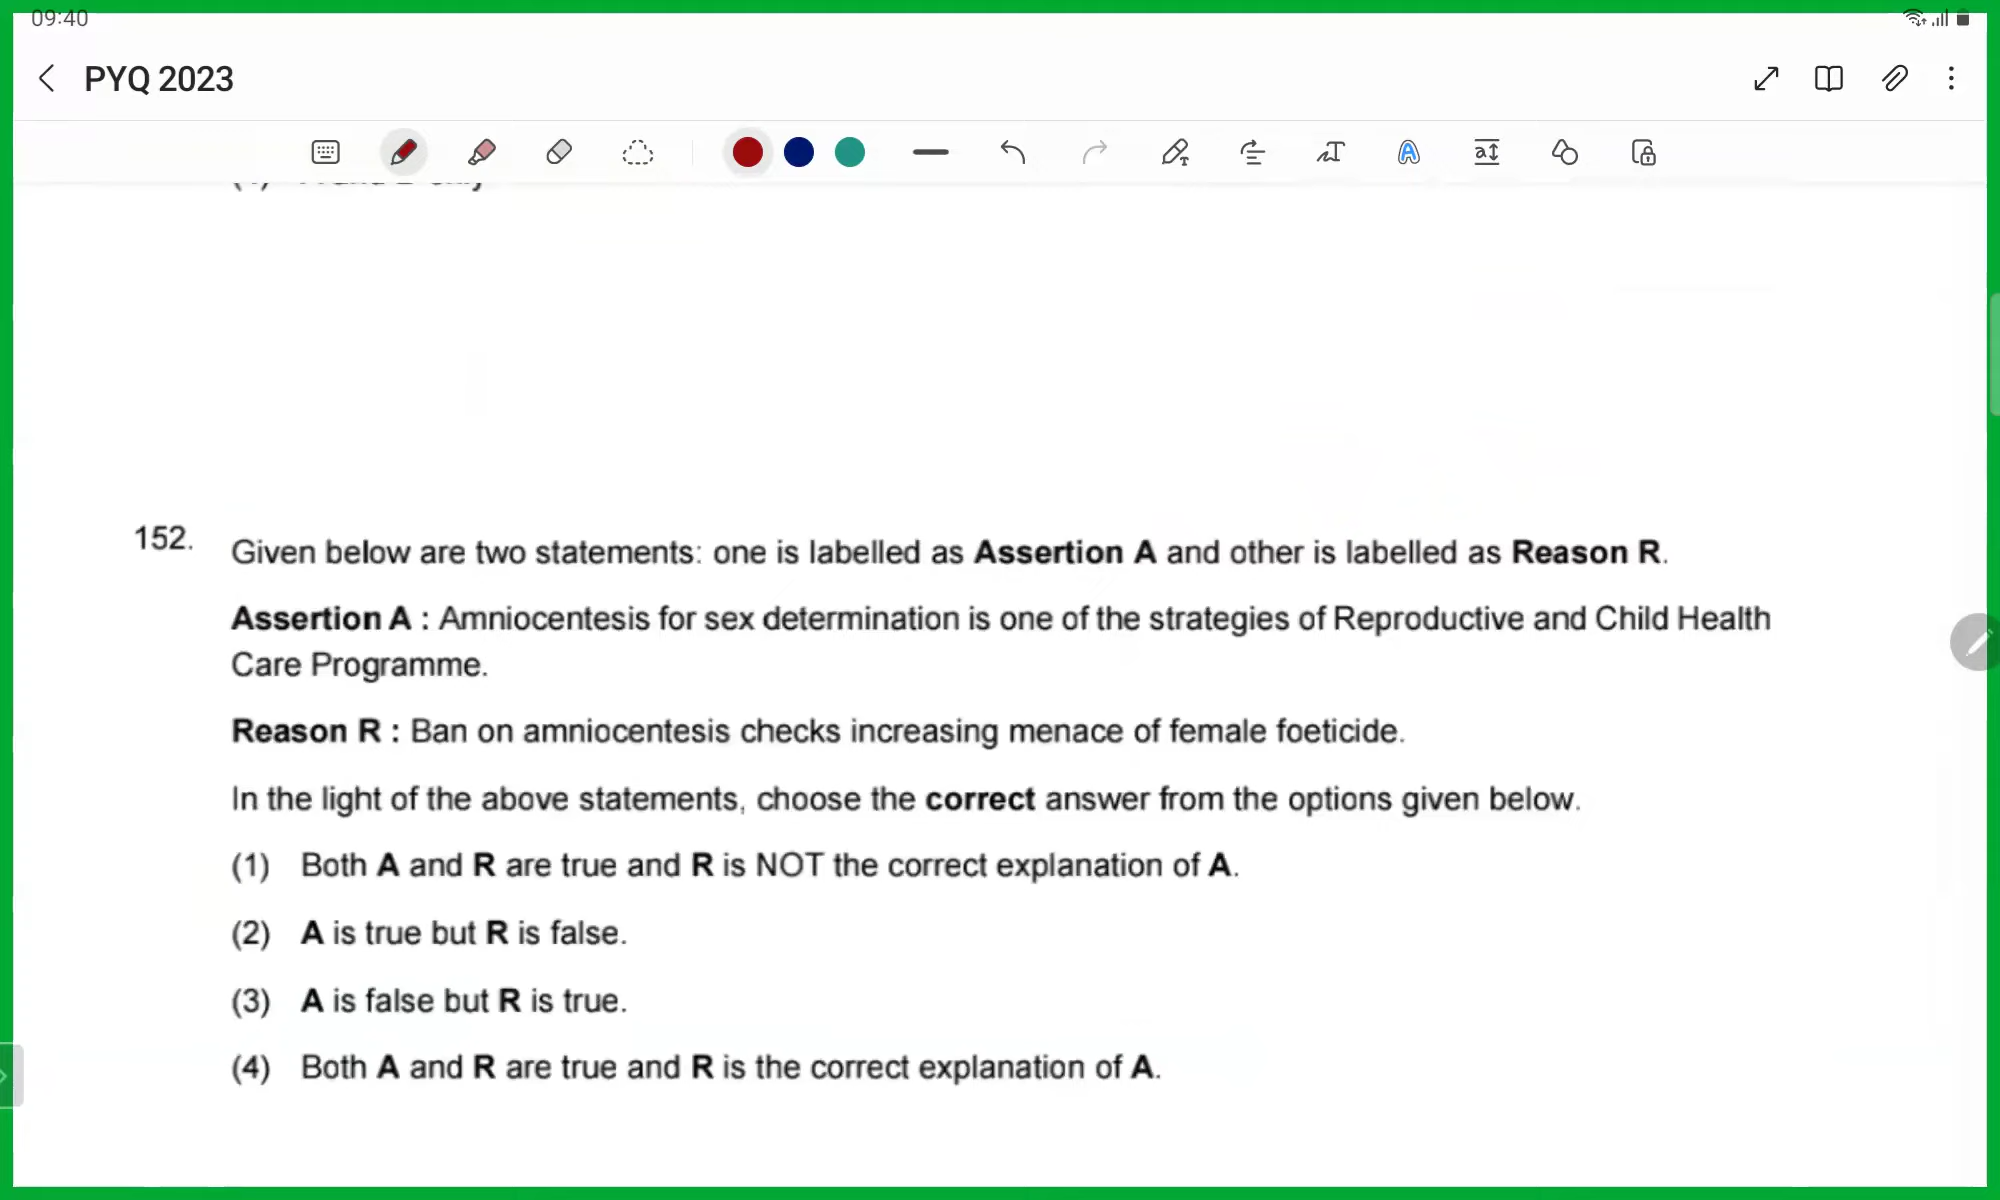 09:40
PYQ 2023
152. Given below are two statements: one is labelled as Assertion A and other is labelled as Reason R.
Assertion A : Amniocentesis for sex determination is one of the strategies of Reproductive and Child Health
Care Programme.
Reason R : Ban on amniocentesis checks increasing menace of female foeticide.
In the light of the above statements, choose the correct answer from the options given below.
(1) Both A and R are true and R is NOT the correct explanation of A.
(2) A is true but R is false.
(3) A is false but R is true.
(4) Both A and R are true and R is the correct explanation of A.